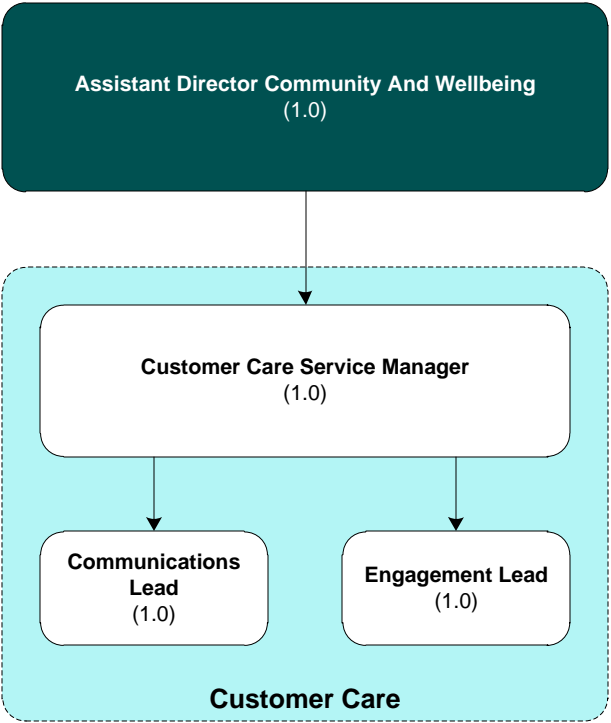 Assistant Director Community And Wellbeing
(1.0)
Customer Care Service Manager
(1.0)
Communications
Lead
(1.0)
Engagement Lead
(1.0)
Customer Care